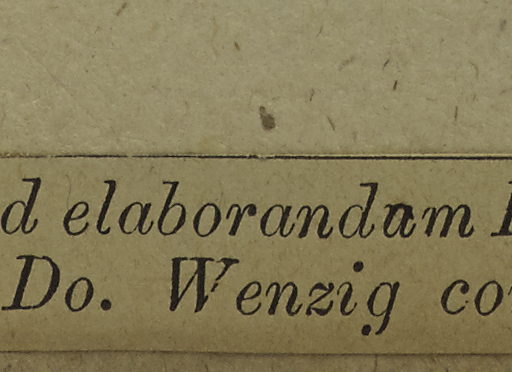 d elaborandum
Do. Wenzig co